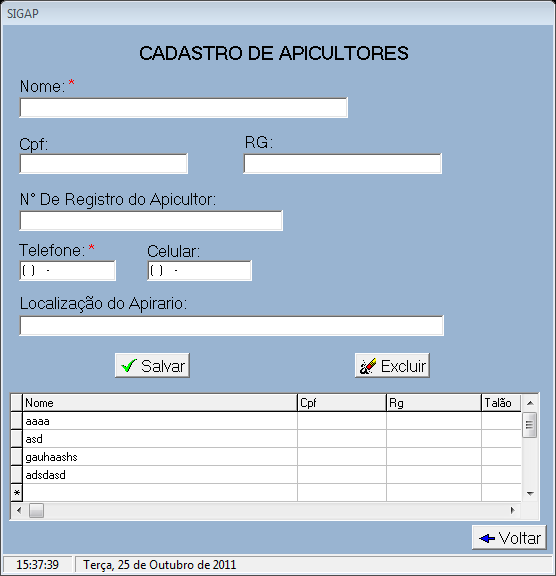 SIGAP
CADASTRO DE APICULTORES
Nome: *
Cpf: RG:
N° De Registro do Apicultor:
Telefone: * Celular:
( ) - ( ) -
Localização do Apirario:
Salvar Excluir
Nome Cpf Rg Talão
aaaa
asd
gauhaashs
adsdasd
*
Voltar
15:37:39 Terça, 25 de Outubro de 2011